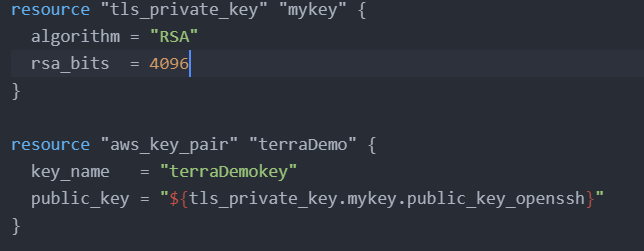 resource "tls_private_key" "mykey" {
  algorithm = "RSA"
  rsa_bits  = 4096
}

resource "aws_key_pair" "terraDemo" {
  key_name   = "terraDemokey"
  public_key = "${tls_private_key.mykey.public_key_openssh}"
}